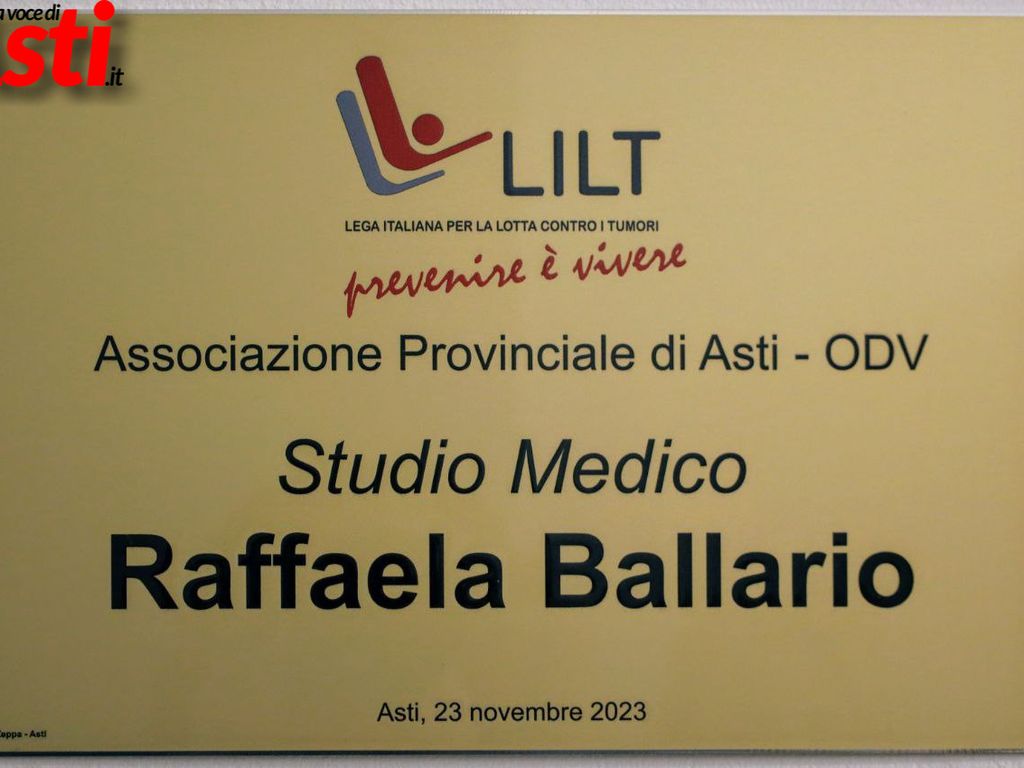 a voce di
Asti.it
LILT
LEGA ITALIANA PER LA LOTTA CONTRO I TUMORI
prevenire è vivere
Associazione Provinciale di Asti - ODV
Studio Medico
Raffaela Ballario
Asti, 23 novembre 2023
- Asti